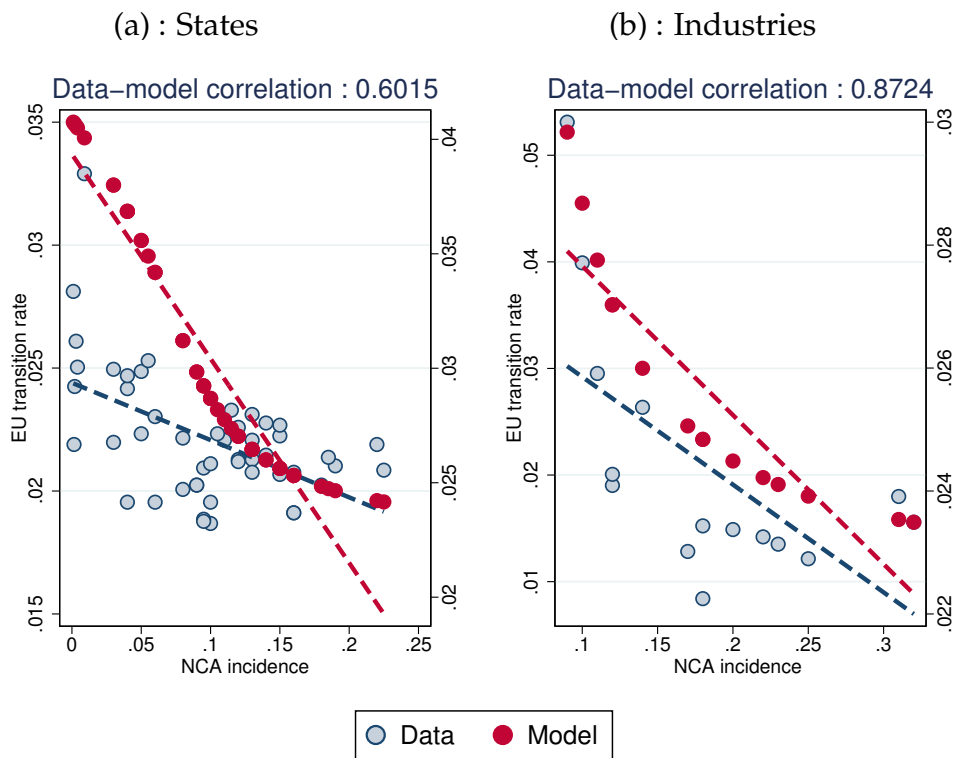 (a) : States
(b) : Industries
Data−model correlation : 0.6015
Data−model correlation : 0.8724
EU transition rate
.035
.03
.025
.02
.015
.04
.035
.03
.025
.02
0 .05 .1 .15 .2 .25
NCA incidence
EU transition rate
.05
.04
.03
.02
.01
.03
.028
.026
.024
.022
.1 .15 .2 .25 .3
NCA incidence
Data Model